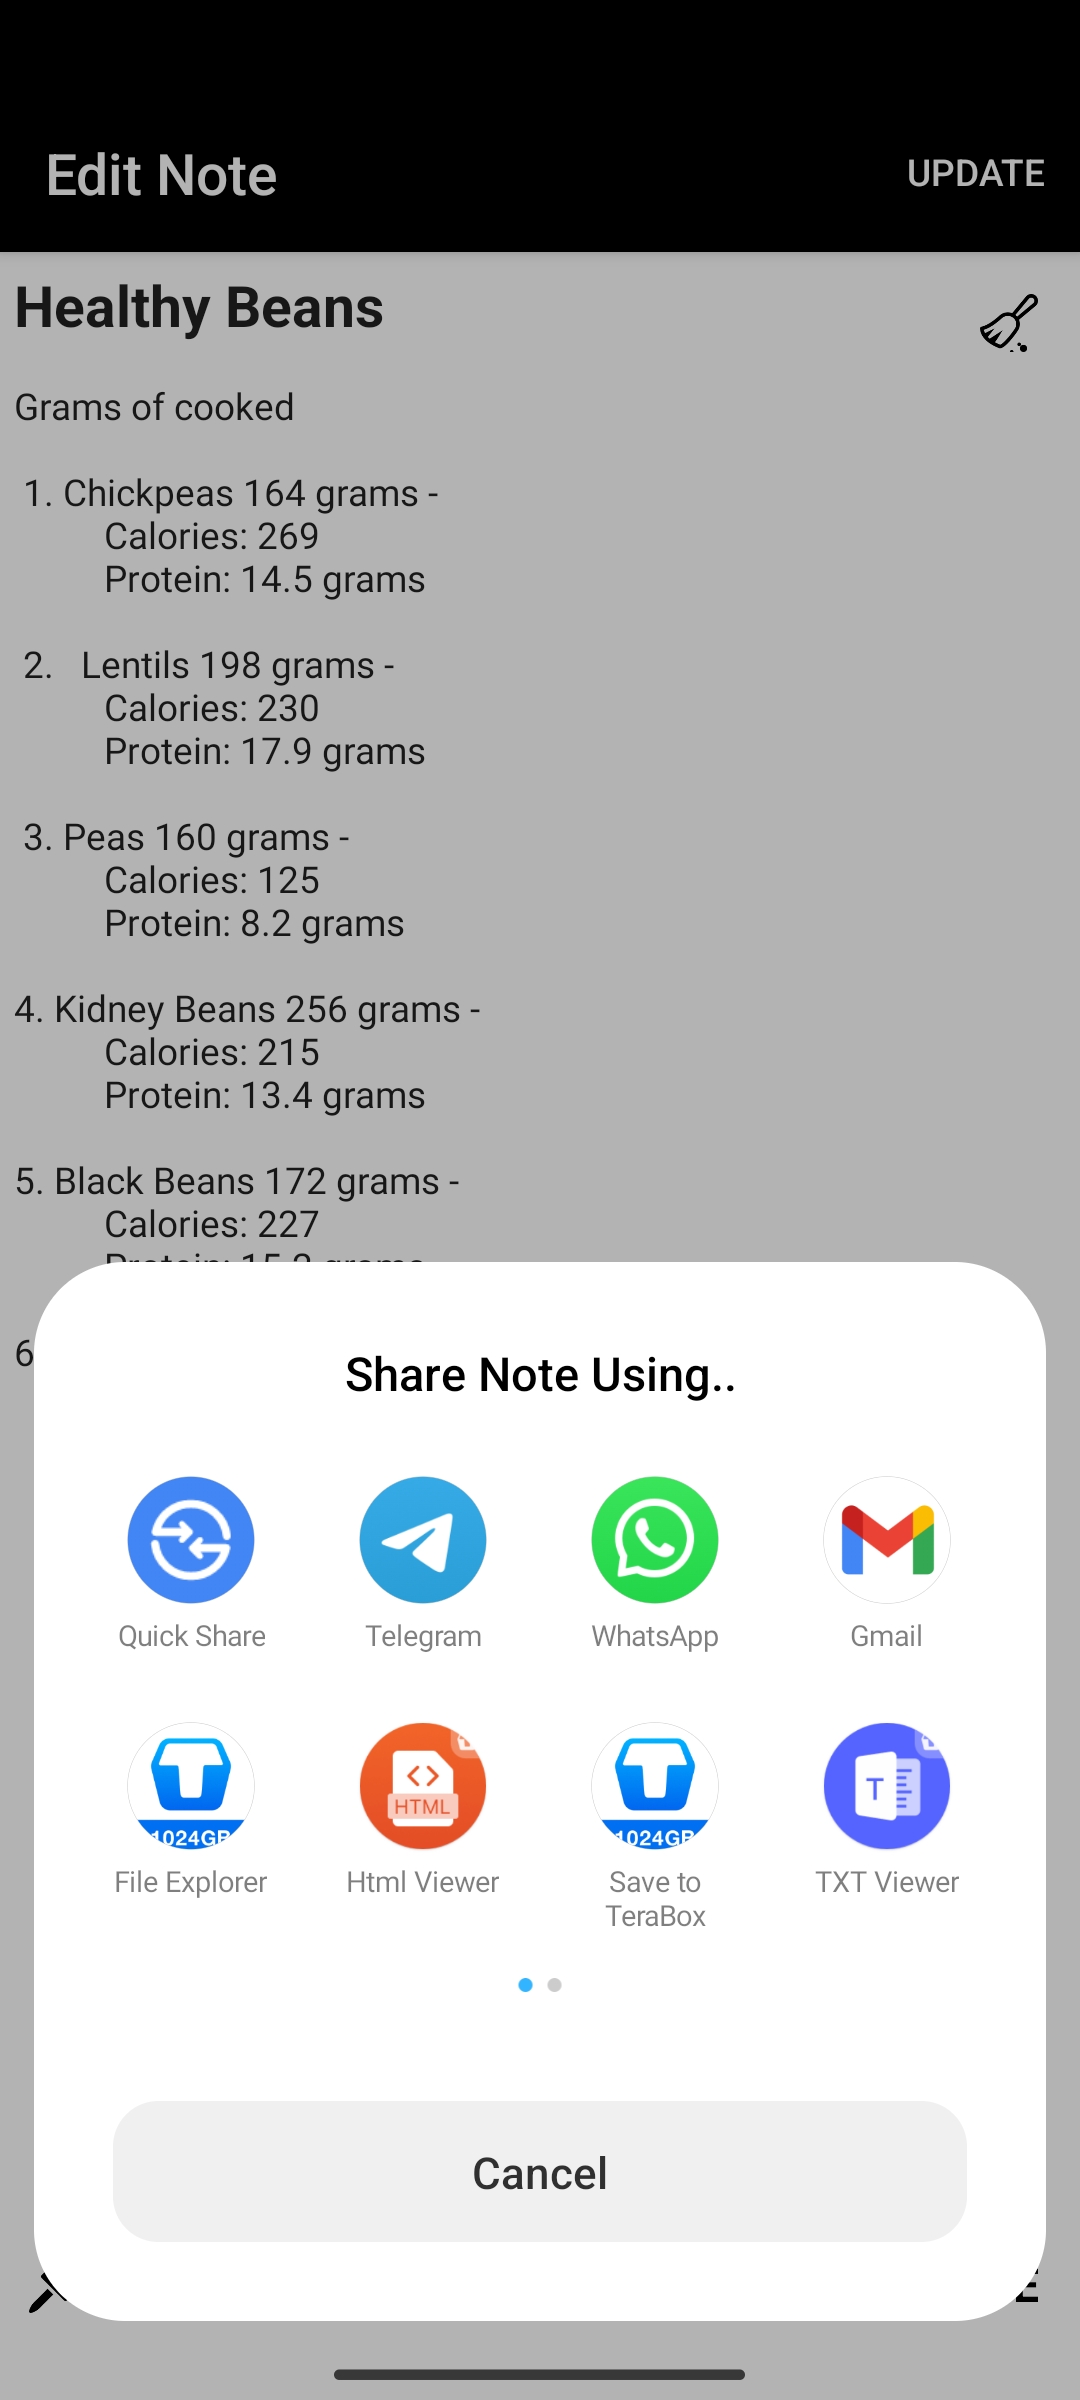 Edit Note
UPDATE
Healthy Beans
Grams of cooked
1. Chickpeas 164 grams -
Calories: 269
Protein: 14.5 grams
2. Lentils 198 grams -
Calories: 230
Protein: 17.9 grams
3. Peas 160 grams -
Calories: 125
Protein: 8.2 grams
4. Kidney Beans 256 grams -
Calories: 215
Protein: 13.4 grams
5. Black Beans 172 grams -
Calories: 227
6
Share Note Using..
Quick Share
Telegram
WhatsApp
Gmail
1024GB
HTML
1024GB
T
File Explorer
Html Viewer
Save to
TeraBox
TXT Viewer
Cancel